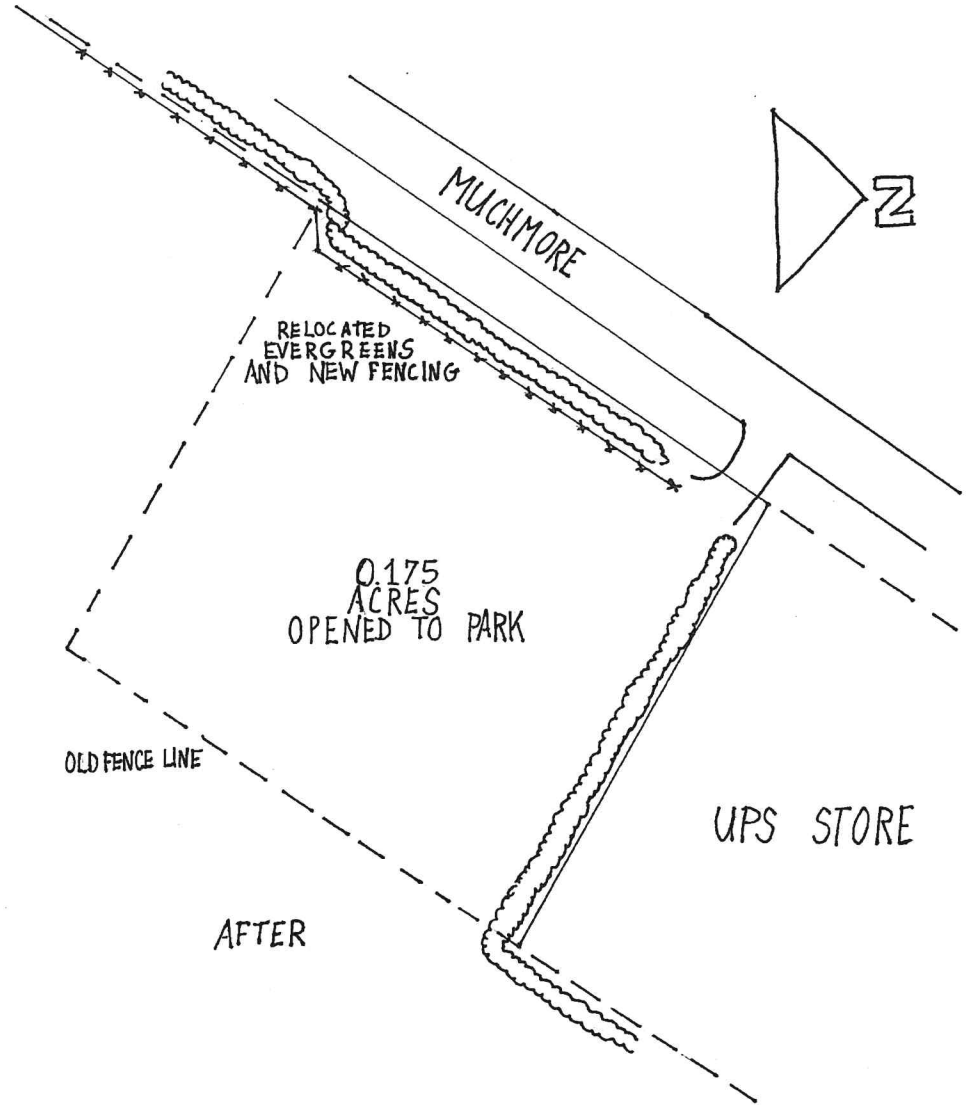 MUCHMORE
N
RELOCATED
EVERGREENS
AND NEW FENCING
0.175
ACRES
OPENED TO PARK
OLD FENCE LINE
UPS STORE
AFTER